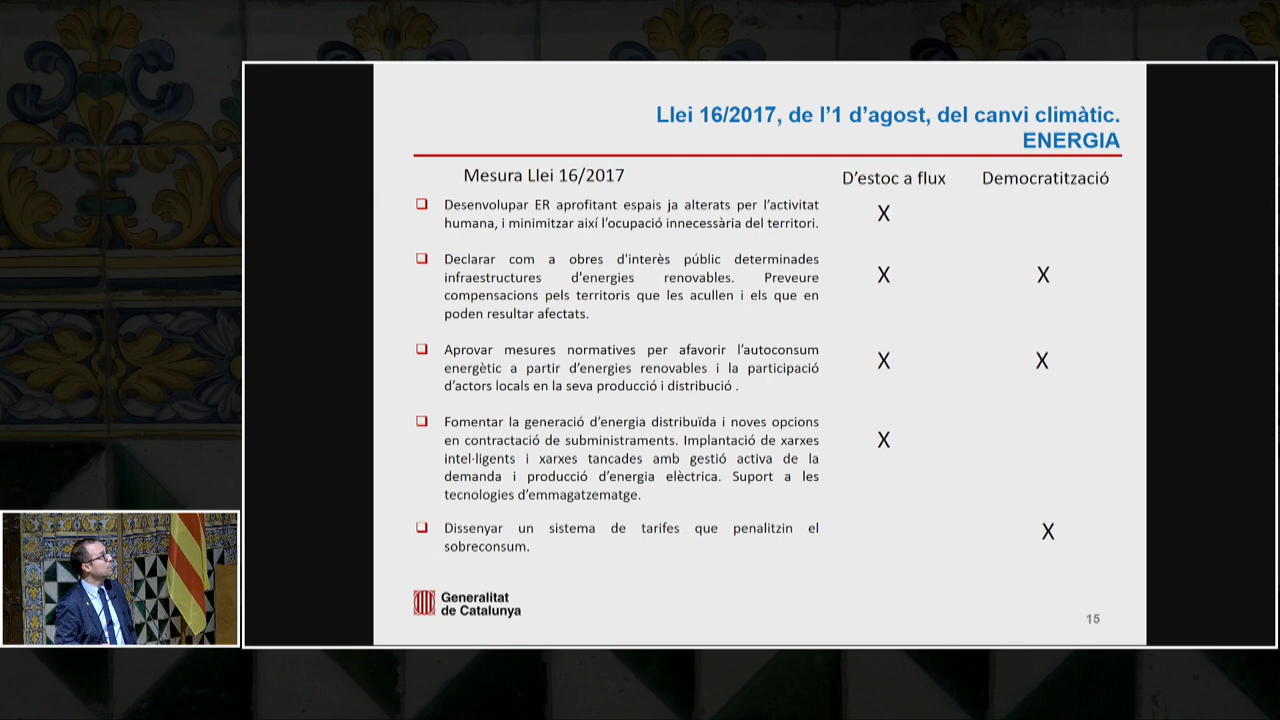 Llei 16/2017, de l'1 d'agost, del canvi climàtic.
ENERGIA
Mesura Llei 16/2017
D'estoc a flux
Democratització
Desenvolupar ER aprofitant espais ja alterats per l'activitat
humana, i minimitzar així l'ocupació innecessària del territori.
X
Declarar com a obres d'interès públic determinades
infraestructures d'energies renovables. Preveure
compensacions pels territoris que les acullen i els que en
poden resultar afectats.
X X
Aprovar mesures normatives per afavorir l'autoconsum
energètic a partir d'energies renovables i la participació
d'actors locals en la seva producció i distribució .
X X
Fomentar la generació d'energia distribuïda i noves opcions
en contractació de subministraments. Implantació de xarxes
intel·ligents i xarxes tancades amb gestió activa de la
demanda i producció d'energia elèctrica. Suport a les
tecnologies d'emmagatzematge.
X
Dissenyar un sistema de tarifes que penalitzin el
sobreconsum.
X
Generalitat
de Catalunya
15